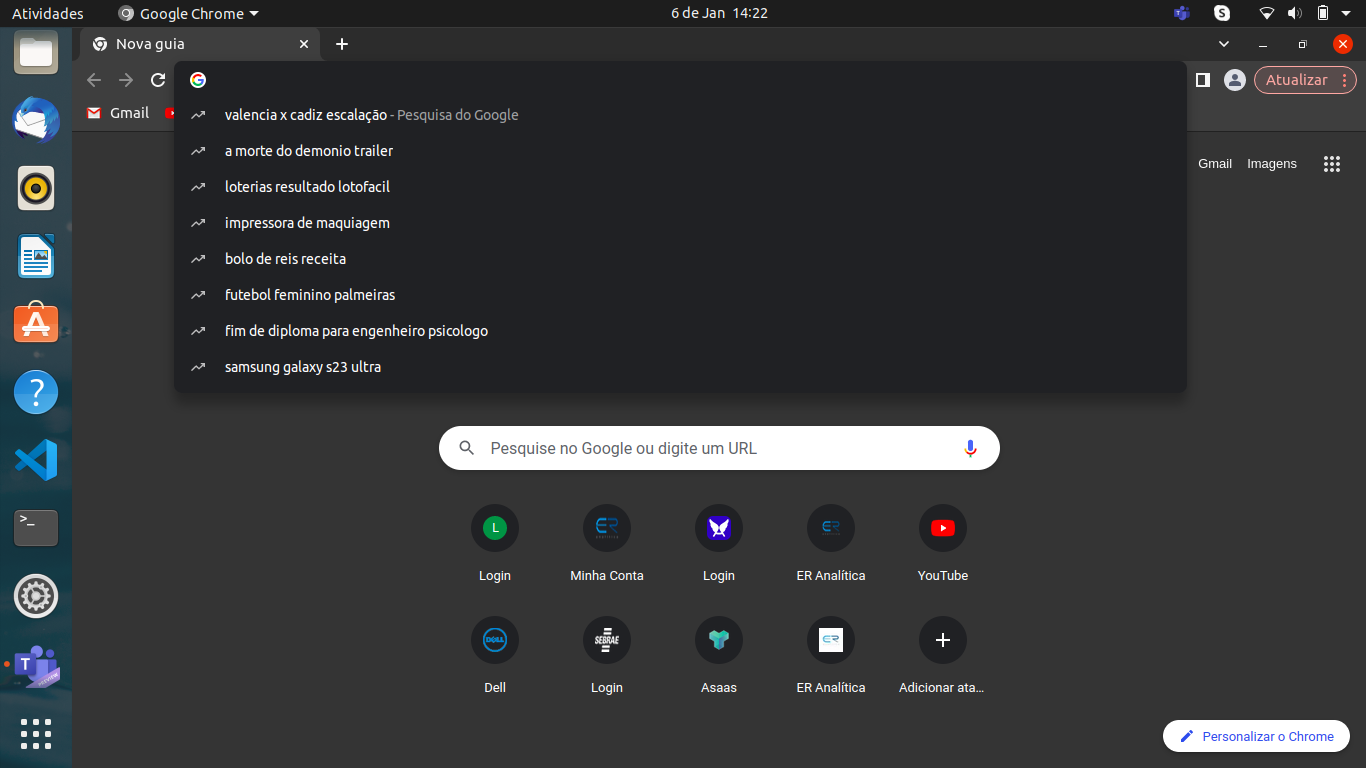 Atividades
Google Chrome
6 de Jan 14:22
Nova guia
Atualizar
Gmail
valencia x cadiz escalação - Pesquisa do Google
a morte do demonio trailer
loterias resultado lotofacil
impressora de maquiagem
bolo de reis receita
futebol feminino palmeiras
fim de diploma para engenheiro psicologo
samsung galaxy s23 ultra
Gmail Imagens
Pesquise no Google ou digite um URL
L
Login
Minha Conta
Login
ER Analítica
YouTube
DELL
SEBRAE
Dell
Login
Asaas
ER Analítica
Adicionar ata...
Personalizar o Chrome